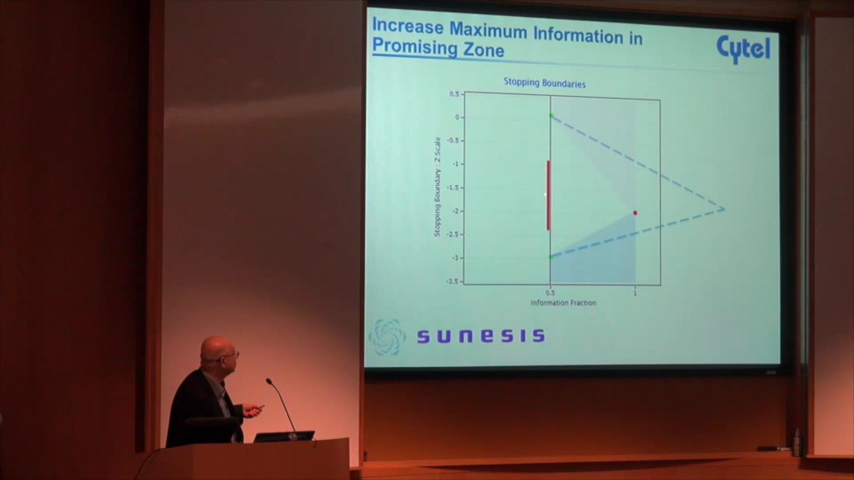 Increase Maximum Information in
Promising Zone
Cytel
Stopping Boundaries
0.5
0
-0.5
-1
-1.5
-2
-2.5
-3
-3.5
Stopping Boundary : Z Scale
0.5
1
Information Fraction
sunesis